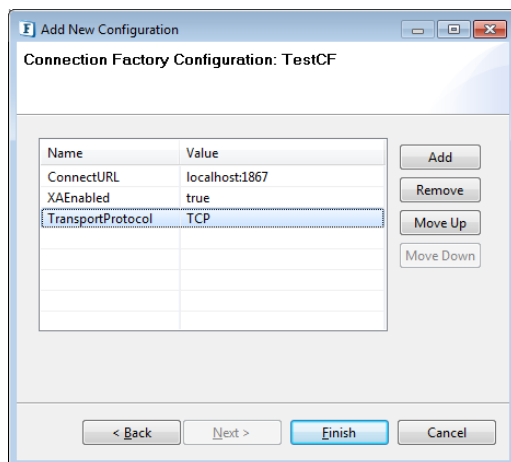 Add New Configuration
Connection Factory Configuration: TestCF
Name Value
ConnectURL localhost:1867
XAEnabled true
TransportProtocol TCP
Add
Remove
Move Up
Move Down
< Back Next > Finish Cancel